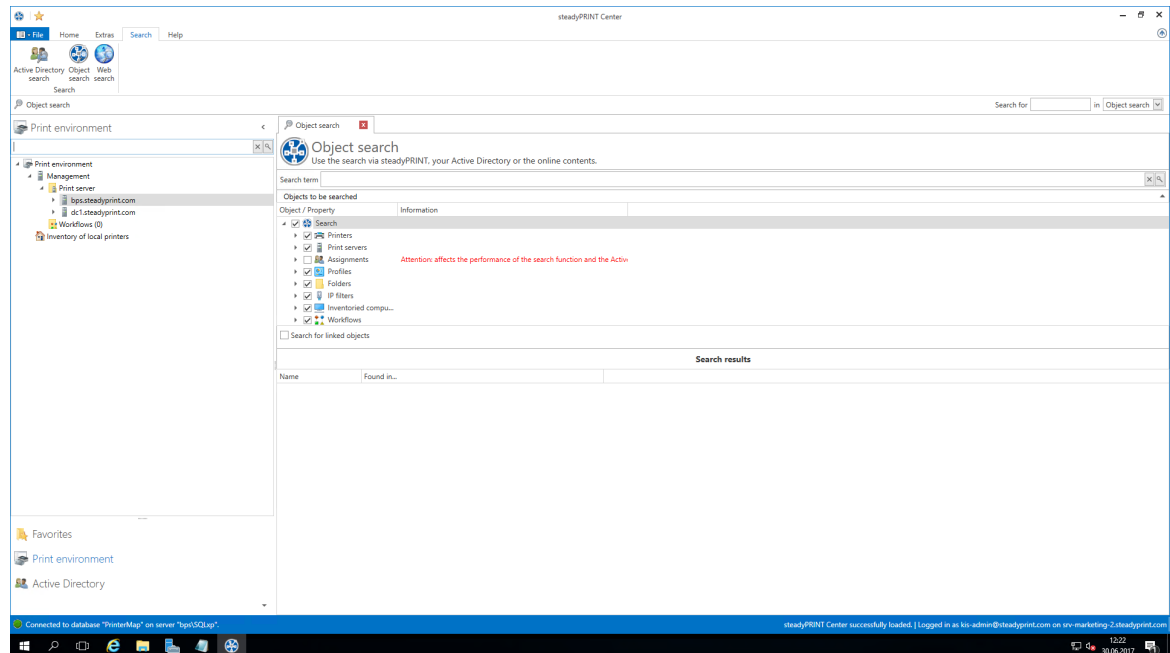 steadyPRINT Center
File Home Extras Search Help
Active Directory search Object search Web search
Search
Object search Search for in Object search
Print environment
Object search
Object search
Use the search via steadyPRINT, your Active Directory or the online contents.
Print environment
Management
Print server
bps.steadyprint.com
dc1.steadyprint.com
Workflows (0)
Inventory of local printers
Search term
Objects to be searched
Object / Property Information
Search
Printers
Print servers
Assignments Attention: affects the performance of the search function and the Activ
Profiles
Folders
IP filters
Inventoried compu...
Workflows
Search for linked objects
Search results
Name Found in...
Favorites
Print environment
Active Directory
Connected to database "PrinterMap" on server "bps\SQLxp". steadyPRINT Center successfully loaded. | Logged in as kis-admin@steadyprint.com on srv-marketing-2.steadyprint.com
12:22
30.06.2017